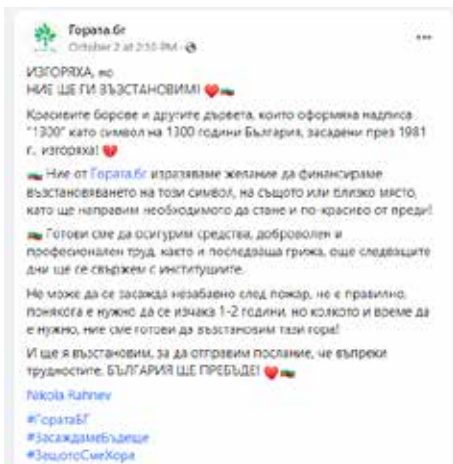 Гората.бг
October 2 at 2:10 PM ·
ИЗГОРЯХА, но
НИЕ ШЕ ГИ ВЪЗСТАНОВИМ! ❤️🇧🇬
Красивите борове и другите дървета, които оформяха надписа
"1300" като символ на 1300 години България, засадени през 1981
г., изгоряха! 💔
🇧🇬 Ние от Гората.бг изразяваме желание да финансираме
възстановяването на този символ, на същото или близко място,
като ще направим необходимото да стане и по-красиво от преди!
🇧🇬 Готови сме да осигурим средства, доброволен и
професионален труд, както и последваща грижа, още следващите
дни ще се свържем с институциите.
Не може да се засажда незабавно след пожар, не е правилно,
понякога е нужно да се изчака 1-2 години, но колкото и време да
е нужно, ние сме готови да възстановим тази гора!
И ще я възстановим, за да отправим послание, че въпреки
трудностите, БЪЛГАРИЯ ЩЕ ПРЕБЪДЕ! ❤️🇧🇬
Nikola Rahnev
#ГоратаБГ
#ЗасаждамеБъдеще
#ЗащотоСмеХора